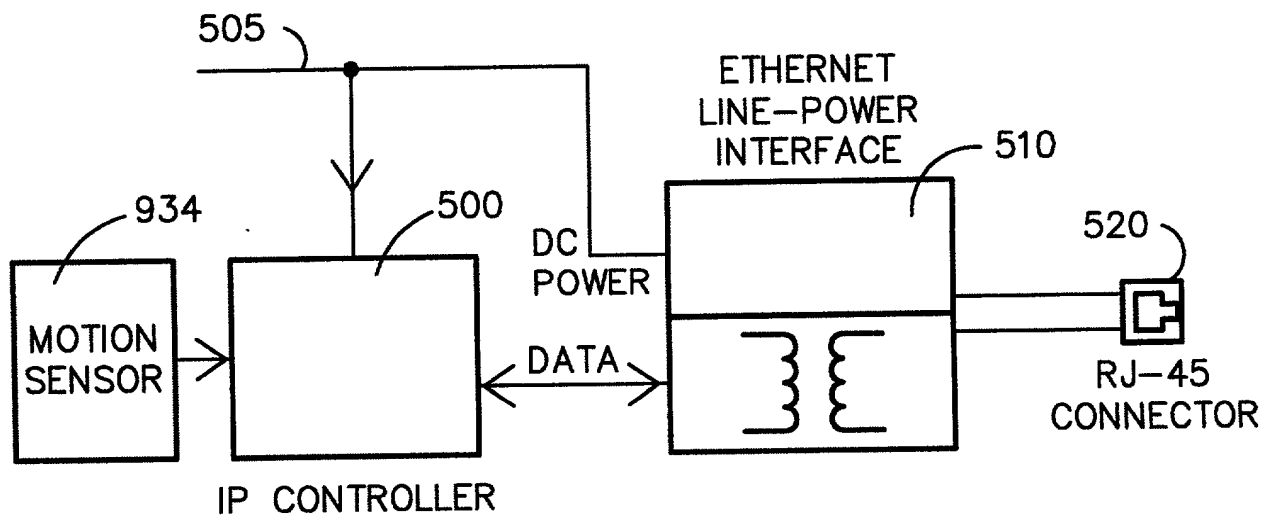 505
ETHERNET
LINE-POWER
INTERFACE
510
934
500
DC
POWER
520
MOTION
SENSOR
DATA
RJ-45
CONNECTOR
IP CONTROLLER